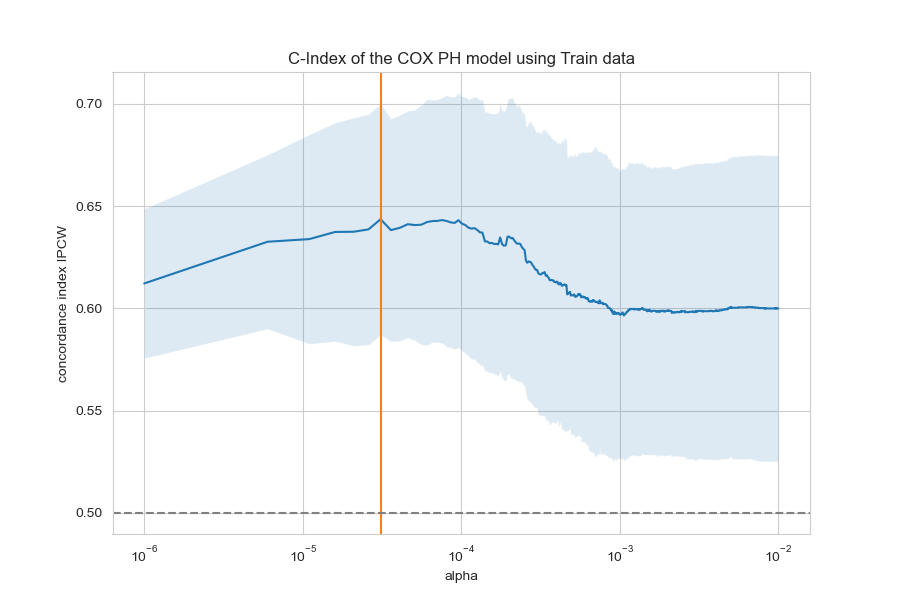 C-Index of the COX PH model using Train data
concordance index IPCW
0.70
0.65
0.60
0.55
0.50
10⁻⁶ 10⁻⁵ 10⁻⁴ 10⁻³ 10⁻²
alpha